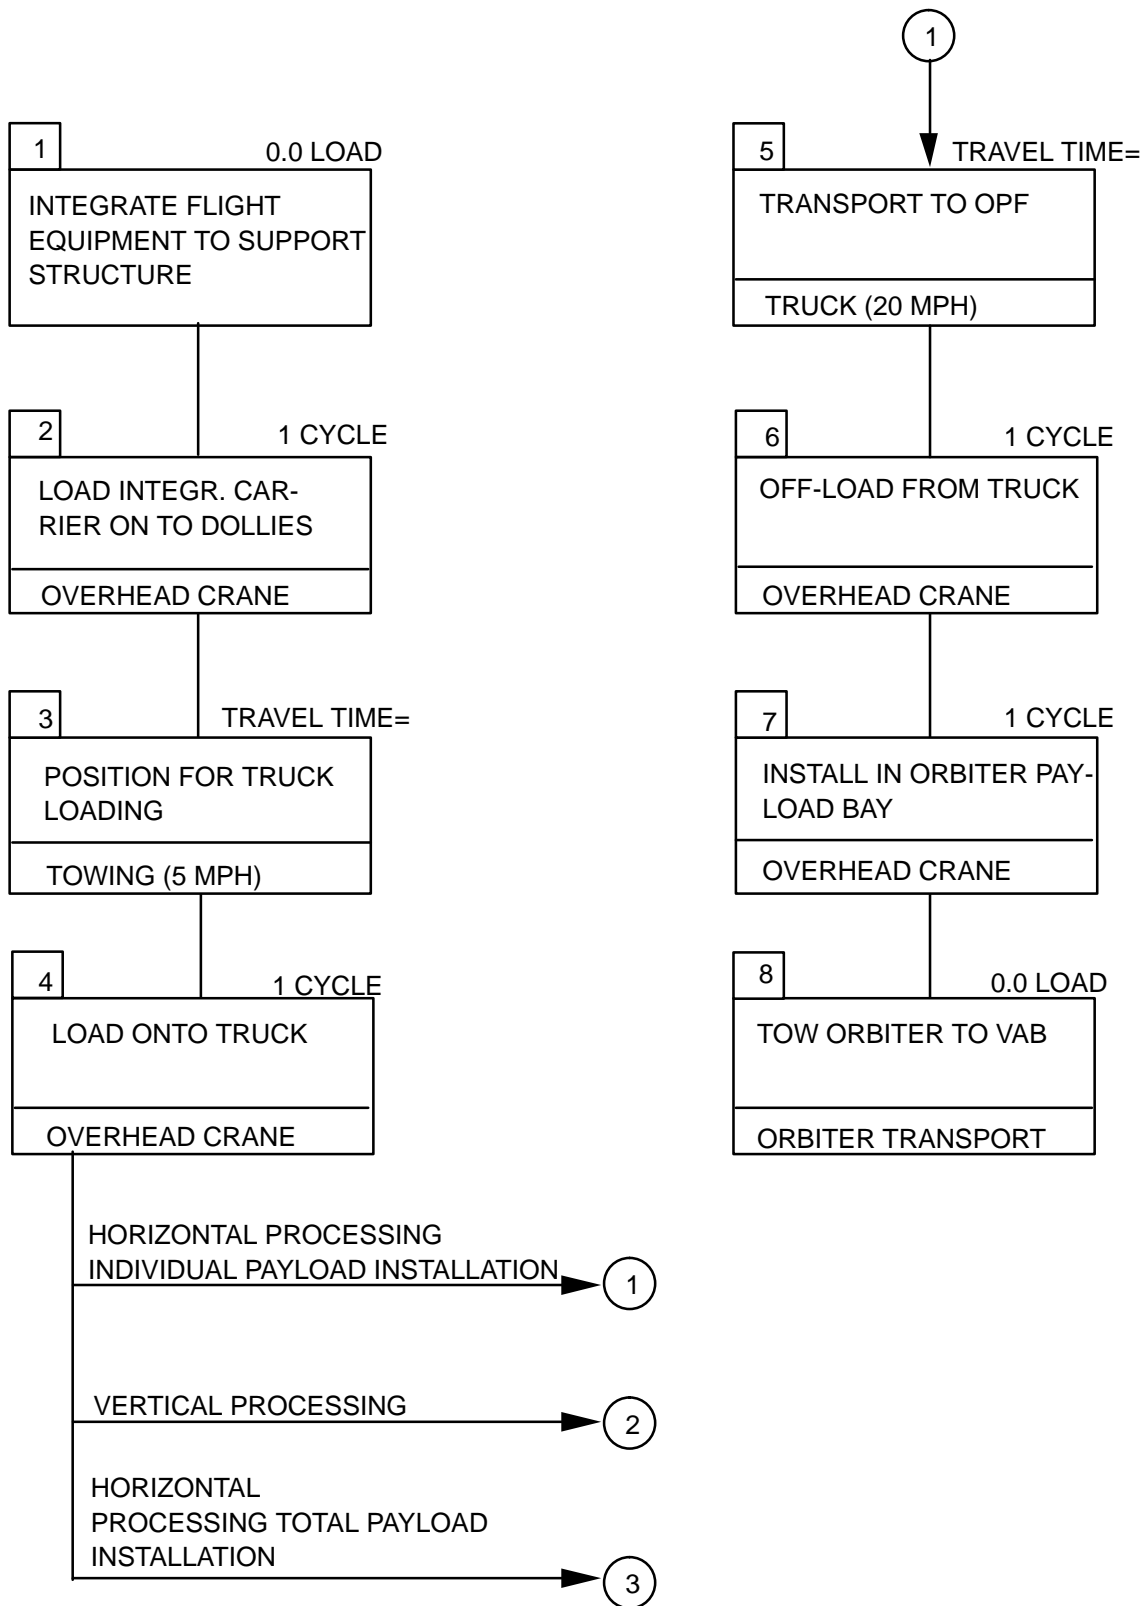 1
0.0 LOAD
INTEGRATE FLIGHT
EQUIPMENT TO SUPPORT
STRUCTURE
2
1 CYCLE
LOAD INTEGR. CAR-
RIER ON TO DOLLIES
OVERHEAD CRANE
3
TRAVEL TIME=
POSITION FOR TRUCK
LOADING
TOWING (5 MPH)
4
1 CYCLE
LOAD ONTO TRUCK
OVERHEAD CRANE
HORIZONTAL PROCESSING
INDIVIDUAL PAYLOAD INSTALLATION
1
VERTICAL PROCESSING
2
HORIZONTAL
PROCESSING TOTAL PAYLOAD
INSTALLATION
3
1
5
TRAVEL TIME=
TRANSPORT TO OPF
TRUCK (20 MPH)
6
1 CYCLE
OFF-LOAD FROM TRUCK
OVERHEAD CRANE
7
1 CYCLE
INSTALL IN ORBITER PAY-
LOAD BAY
OVERHEAD CRANE
8
0.0 LOAD
TOW ORBITER TO VAB
ORBITER TRANSPORT